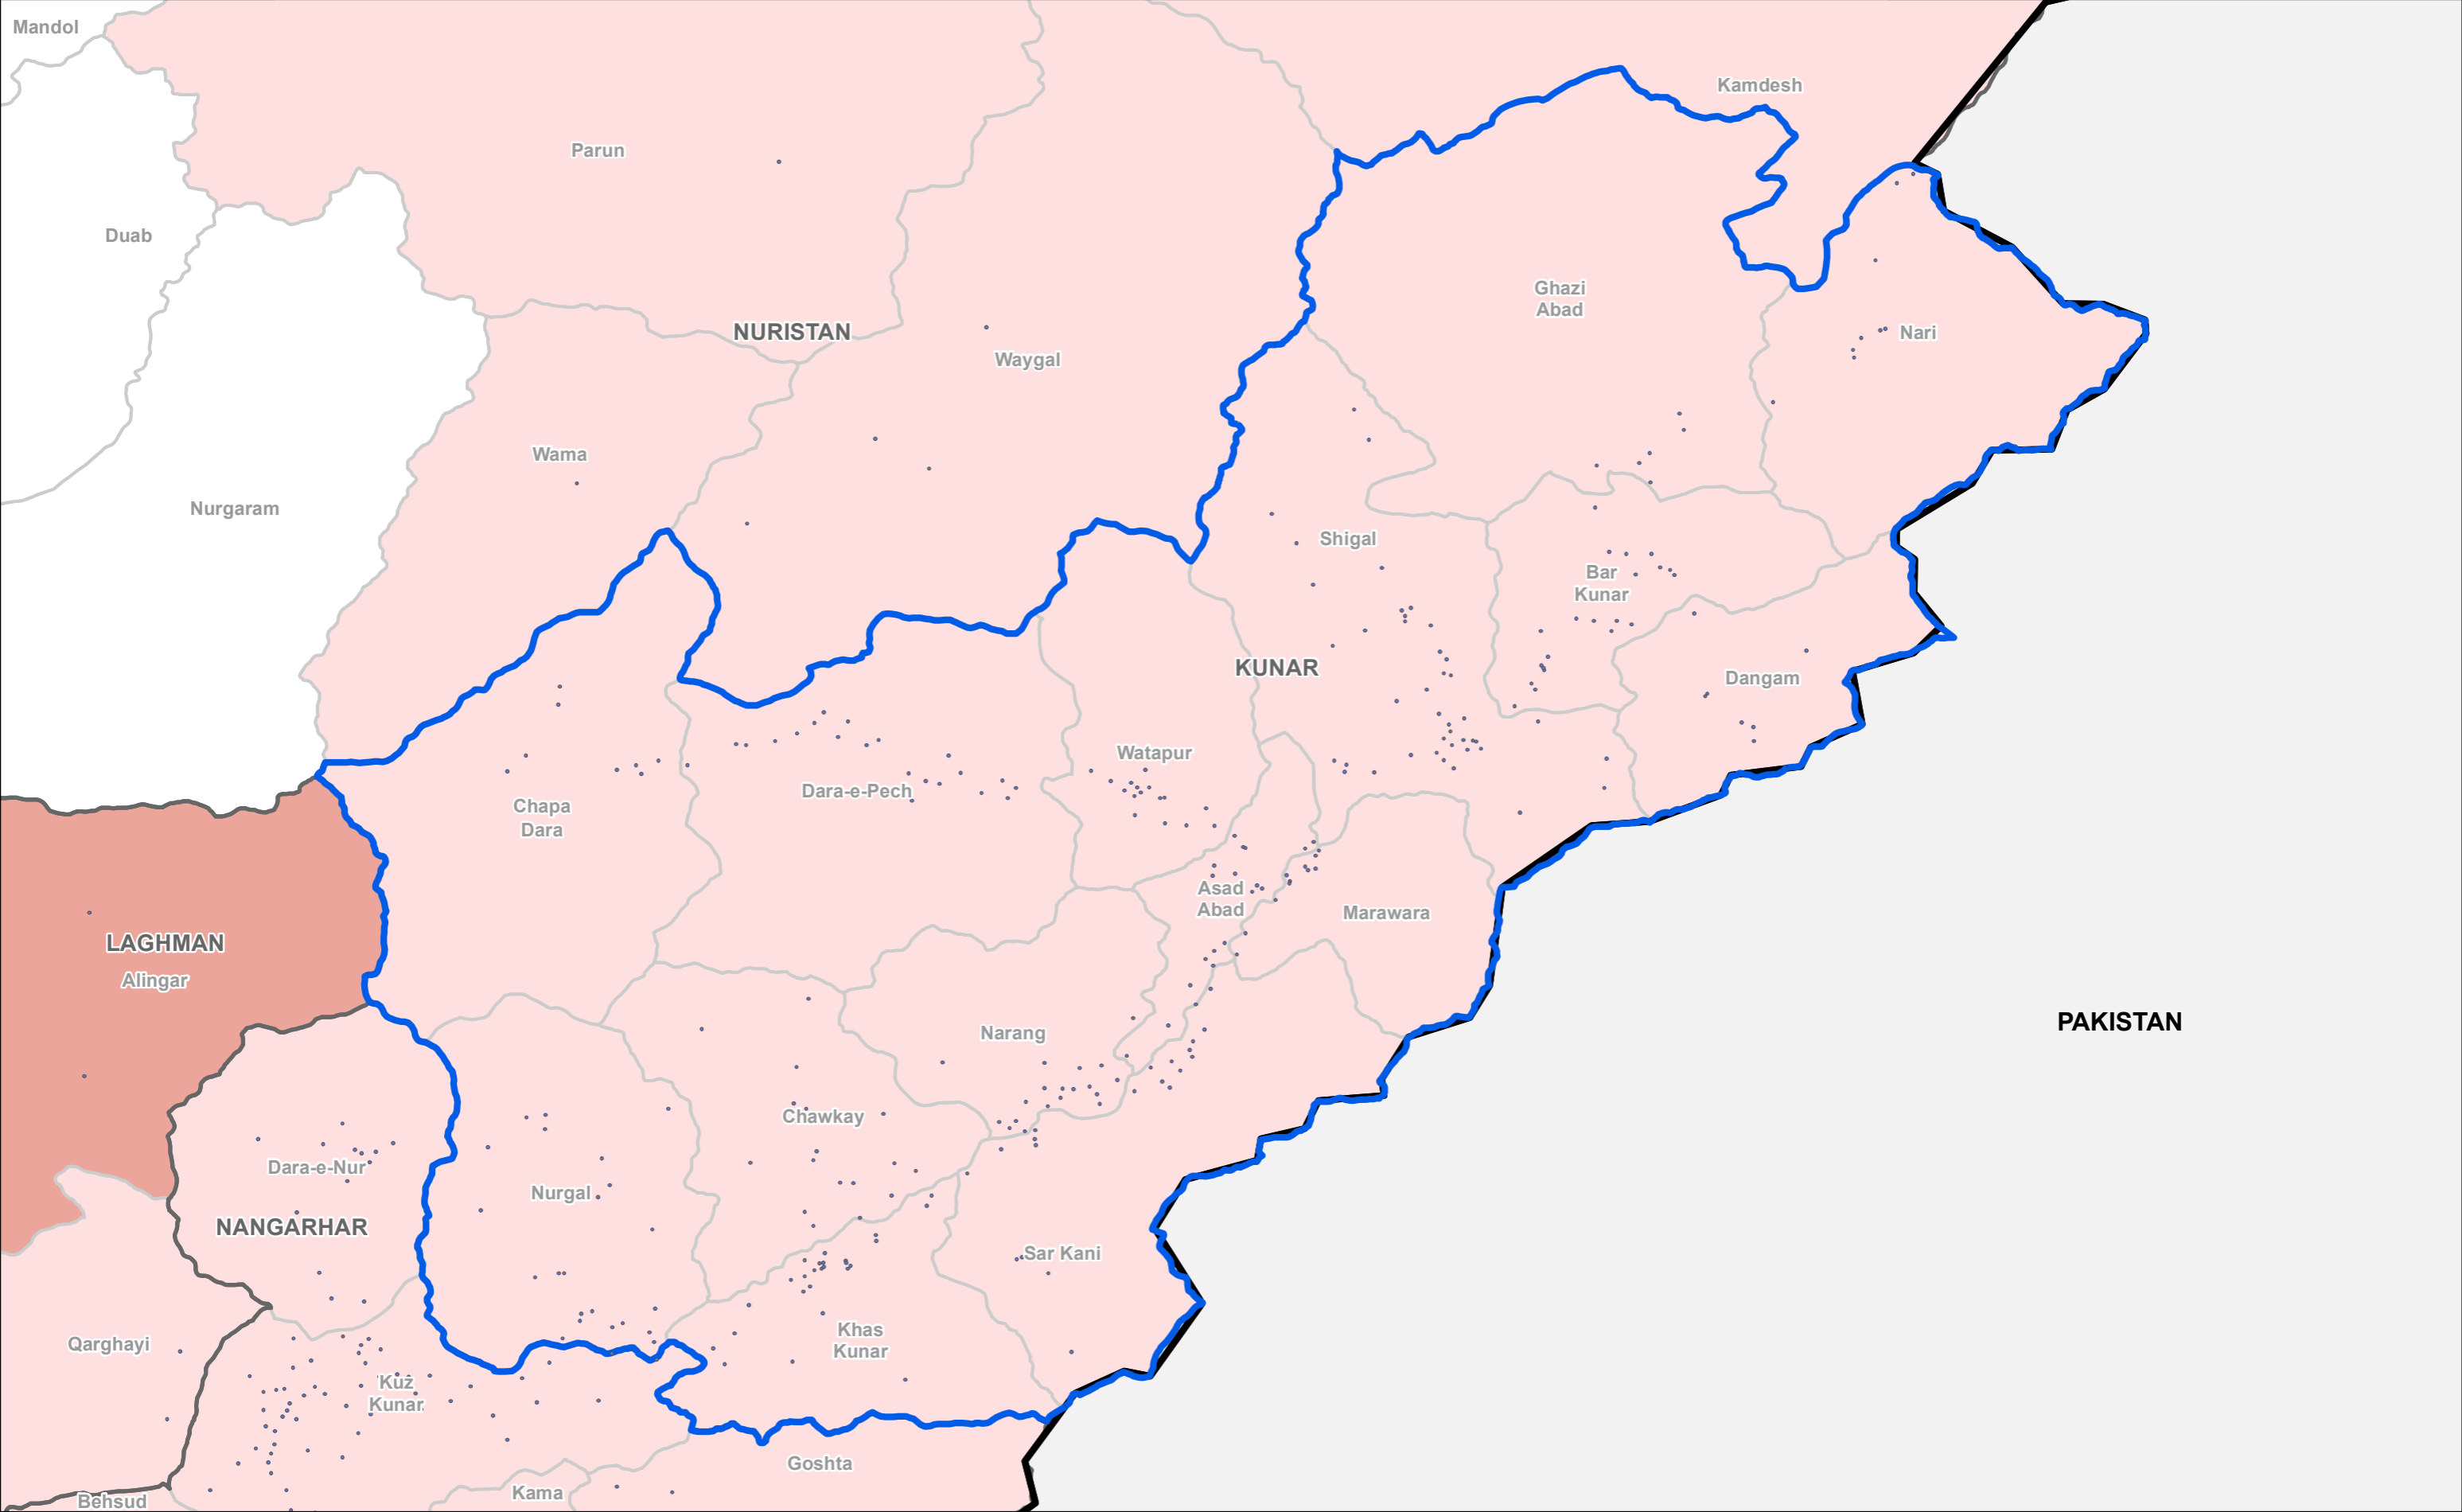 Mandol
Kamdesh
Parun
Duab
Ghazi
Abad
NURISTAN
Nari
Waygal
Wama
Nurgaram
Shigal
Bar
Kunar
KUNAR
Dangam
Watapur
Dara-e-Pech
Chapa
Dara
Asad
Abad
Marawara
LAGHMAN
Alingar
PAKISTAN
Narang
Chawkay
Dara-e-Nur
Nurgal
NANGARHAR
Sar Kani
Khas
Kunar
Qarghayi
Kuz
Kunar
Goshta
Kama
Behsud